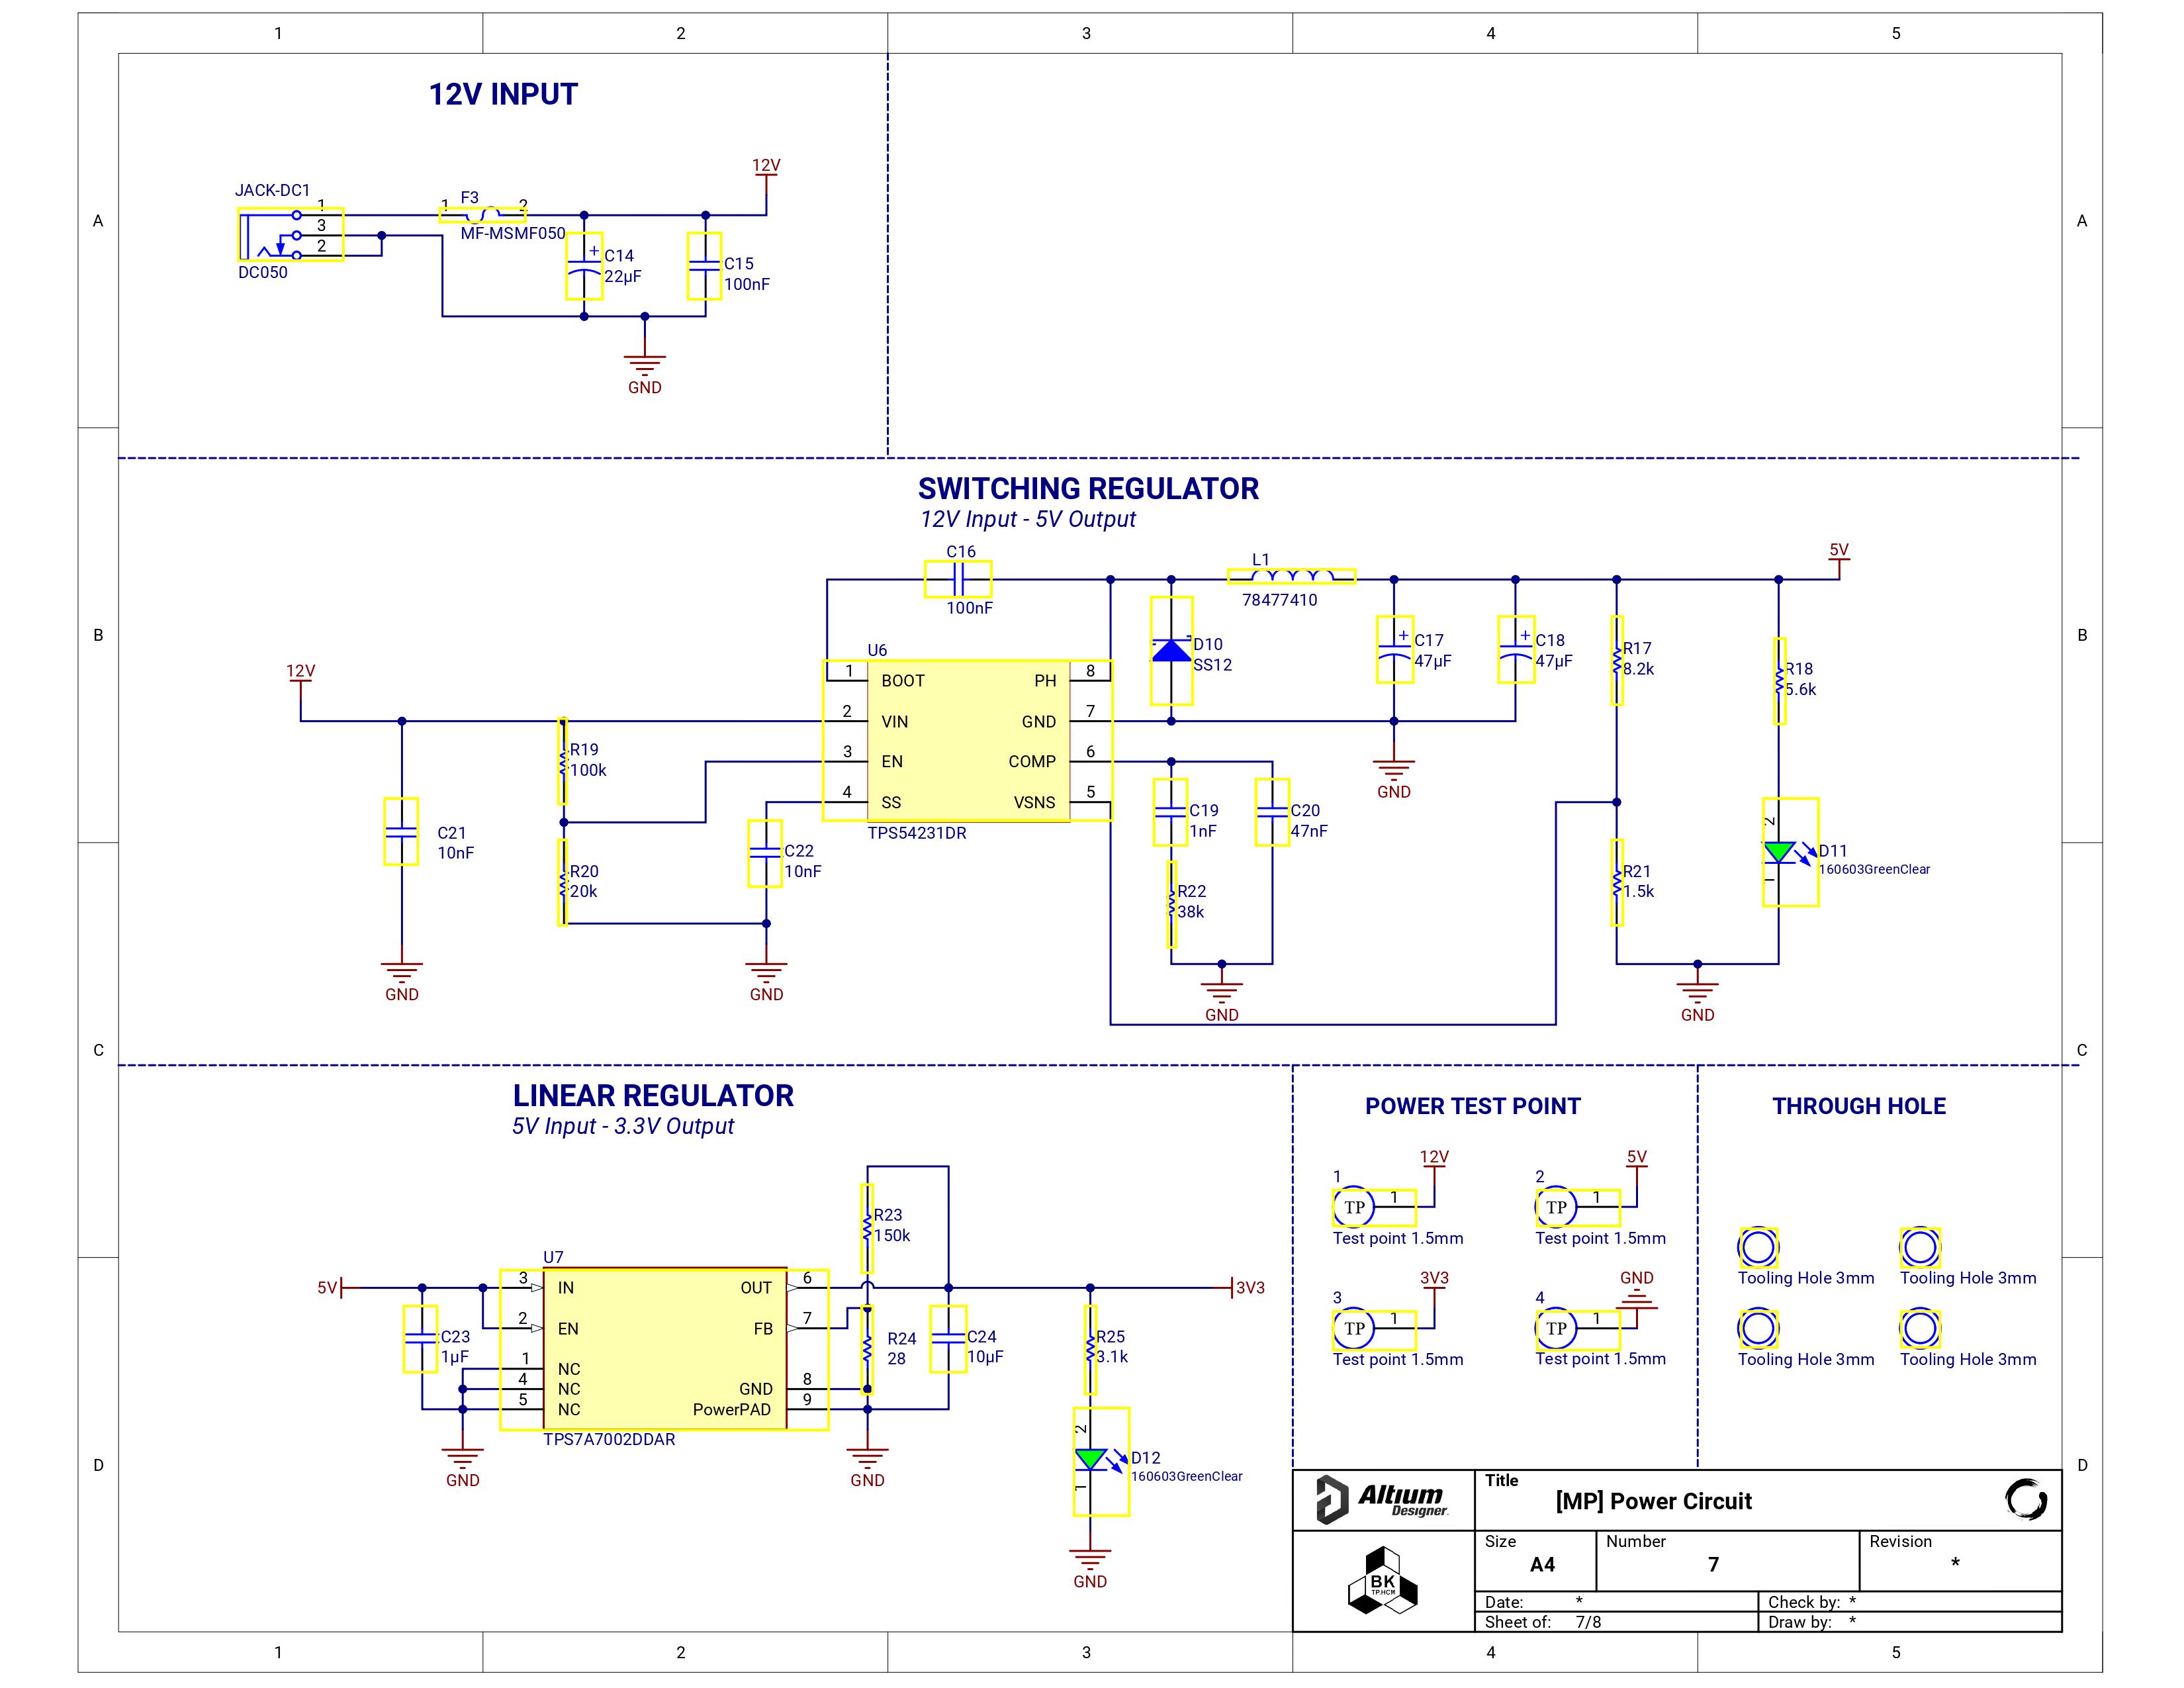 1 2 3 4 5
A A
B B
C C
D D
1 2 3 4 5
12V INPUT
12V
JACK-DC1
1
3
2
DC050
1 F3 2
MF-MSMF050
+ C14
22µF
C15
100nF
GND
SWITCHING REGULATOR
12V Input - 5V Output
C16
100nF
L1
78477410
5V
12V
U6
1 BOOT
2 VIN
3 EN
4 SS
PH 8
GND 7
COMP 6
VSNS 5
TPS54231DR
D10
SS12
+ C17
47µF
+ C18
47µF
R17
8.2k
R18
5.6k
R19
100k
R20
20k
C21
10nF
C22
10nF
C19
1nF
C20
47nF
R22
38k
R21
1.5k
2
1
D11
160603GreenClear
GND
GND
GND
GND
GND
LINEAR REGULATOR
5V Input - 3.3V Output
5V
U7
3 IN
2 EN
1 NC
4 NC
5 NC
OUT 6
FB 7
GND 8
PowerPAD 9
TPS7A7002DDAR
C23
1µF
R23
150k
R24
28
C24
10µF
R25
3.1k
3V3
2
1
D12
160603GreenClear
GND
GND
GND
POWER TEST POINT
12V
1
TP 1
Test point 1.5mm
5V
2
TP 1
Test point 1.5mm
3V3
3
TP 1
Test point 1.5mm
GND
4
TP 1
Test point 1.5mm
THROUGH HOLE
Tooling Hole 3mm
Tooling Hole 3mm
Tooling Hole 3mm
Tooling Hole 3mm
Altium
Designer
BK
TP.HCM
Title
[MP] Power Circuit
Size
A4
Number
7
Revision
*
Date: *
Check by: *
Sheet of: 7/8
Draw by: *